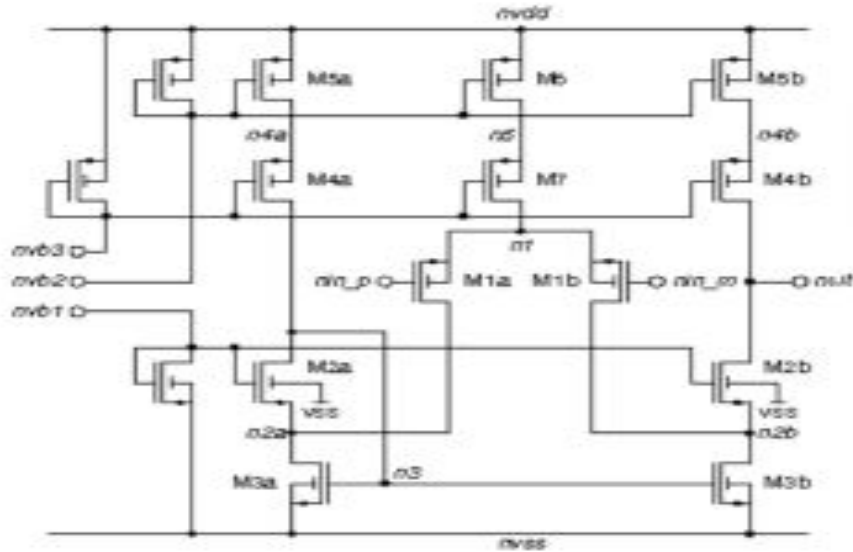 nvdd
M5a M6 M5b
n4a n6 n4b
M4a M7 M4b
nvb3 n1
nvb2 nin_p M1a M1b nin_m out
nvb1
M2a M2b
vss vss
n2a n2b
M3a n3 M3b
nvss